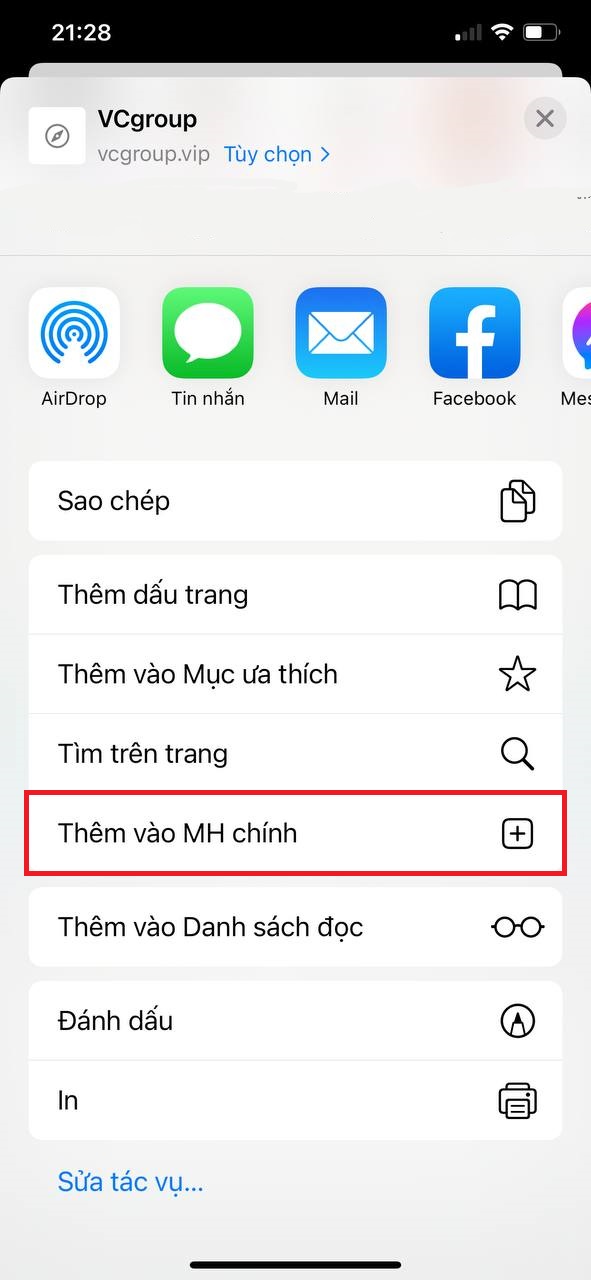 21:28
VCgroup
vcgroup.vip Tùy chọn >
AirDrop Tin nhắn Mail Facebook
Sao chép
Thêm dấu trang
Thêm vào Mục ưa thích
Tìm trên trang
Thêm vào MH chính
Thêm vào Danh sách đọc
Đánh dấu
In
Sửa tác vụ...